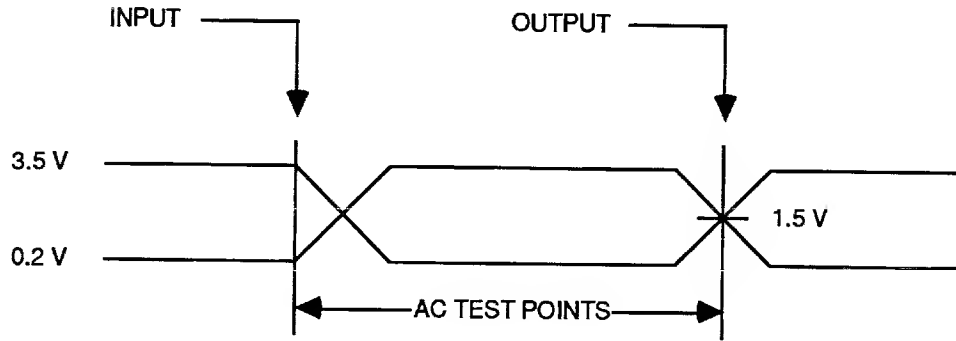 INPUT
OUTPUT
3.5 V
1.5 V
0.2 V
AC TEST POINTS